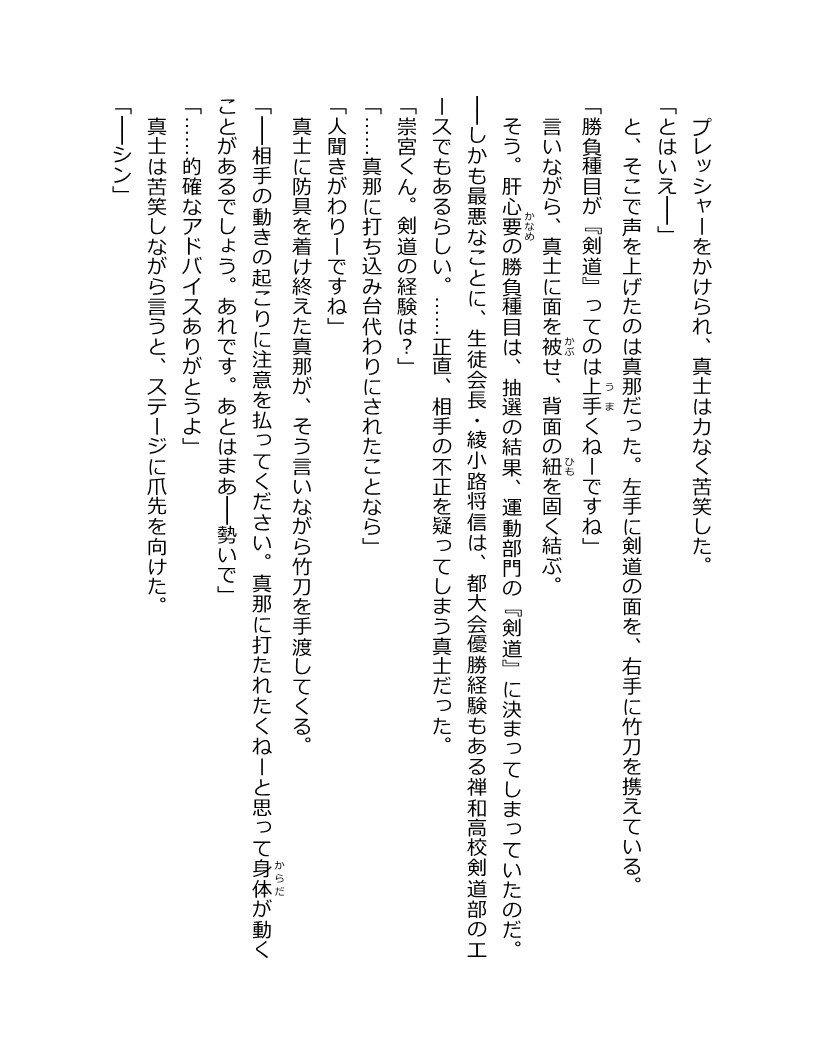 プレッシャーをかけられ、真士は力なく苦笑した。
「とはいえ――」
と、そこで声を上げたのは真那だった。左手に剣道の面を、右手に竹刀を携えている。
「勝負種目が『剣道』ってのは上手くねーですね」
言いながら、真士に面を被せ、背面の紐を固く結ぶ。
そう。肝心要の勝負種目は、抽選の結果、運動部門の『剣道』に決まってしまっていたのだ。
――しかも最悪なことに、生徒会長・綾小路将信は、都大会優勝経験もある禅和高校剣道部のエ
ースでもあるらしい。……正直、相手の不正を疑ってしまう真士だった。
「崇宮くん。剣道の経験は？」
「……真那に打ち込み台代わりにされたことなら」
「人聞きがわりーですね」
真士に防具を着け終えた真那が、そう言いながら竹刀を手渡してくる。
「――相手の動きの起こりに注意を払ってください。真那に打たれたくねーと思って身体が動く
ことがあるでしょう。あれです。あとはまあ――勢いで」
「……的確なアドバイスありがとうよ」
真士は苦笑しながら言うと、ステージに爪先を向けた。
「――シン」
かなめ
うま
かぶ
ひも
からだ